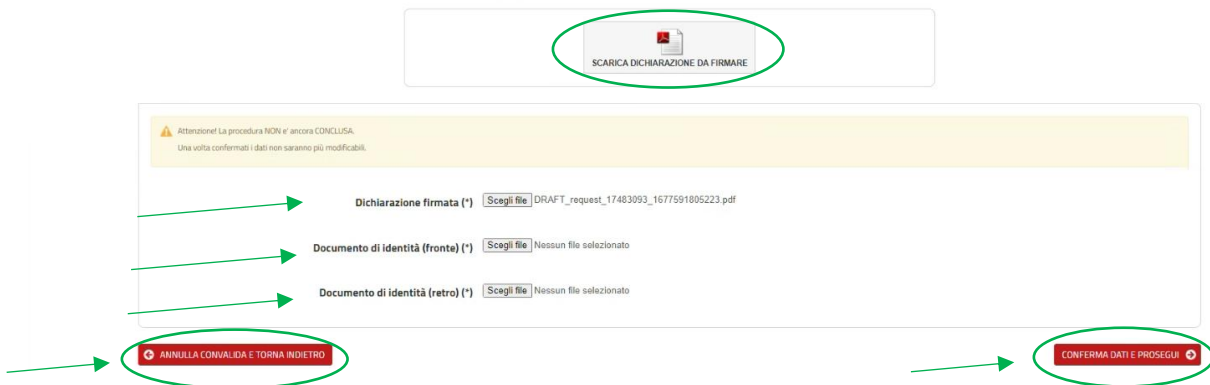 SCARICA DICHIARAZIONE DA FIRMARE
Attenzione! La procedura NON e' ancora CONCLUSA.
Una volta confermati i dati non saranno più modificabili.
Dichiarazione firmata (*) Scegli file DRAFT_request_17483093_1677591805223.pdf
Documento di identità (fronte) (*) Scegli file Nessun file selezionato
Documento di identità (retro) (*) Scegli file Nessun file selezionato
ANNULLA CONVALIDA E TORNA INDIETRO CONFERMA DATI E PROSEGUI